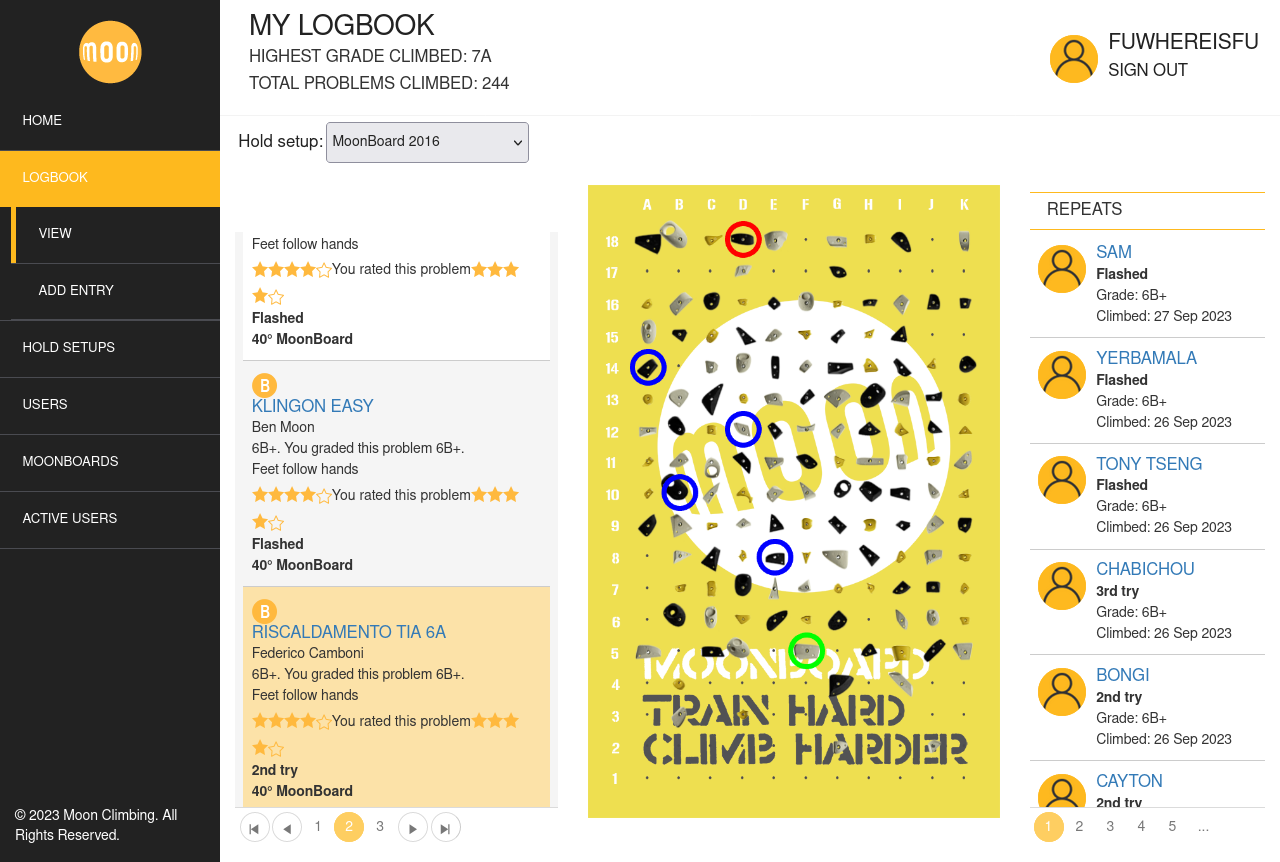 moon
HOME
LOGBOOK
VIEW
ADD ENTRY
HOLD SETUPS
USERS
MOONBOARDS
ACTIVE USERS
© 2023 Moon Climbing. All
Rights Reserved.
MY LOGBOOK
HIGHEST GRADE CLIMBED: 7A
TOTAL PROBLEMS CLIMBED: 244
FUWHEREISFU
SIGN OUT
Hold setup: MoonBoard 2016
Feet follow hands
You rated this problem
Flashed
40° MoonBoard
B
KLINGON EASY
Ben Moon
6B+. You graded this problem 6B+.
Feet follow hands
You rated this problem
Flashed
40° MoonBoard
B
RISCALDAMENTO TIA 6A
Federico Camboni
6B+. You graded this problem 6B+.
Feet follow hands
You rated this problem
2nd try
40° MoonBoard
1 2 3
A B C D E F G H I J K
18
17
16
15
14
13
12
11
10
9
8
7
6
5
4
3
2
1
moon
MOONBOARD
TRAIN HARD
CLIMB HARDER
REPEATS
SAM
Flashed
Grade: 6B+
Climbed: 27 Sep 2023
YERBAMALA
Flashed
Grade: 6B+
Climbed: 26 Sep 2023
TONY TSENG
Flashed
Grade: 6B+
Climbed: 26 Sep 2023
CHABICHOU
3rd try
Grade: 6B+
Climbed: 26 Sep 2023
BONGI
2nd try
Grade: 6B+
Climbed: 26 Sep 2023
CAYTON
2nd try
1 2 3 4 5 ...